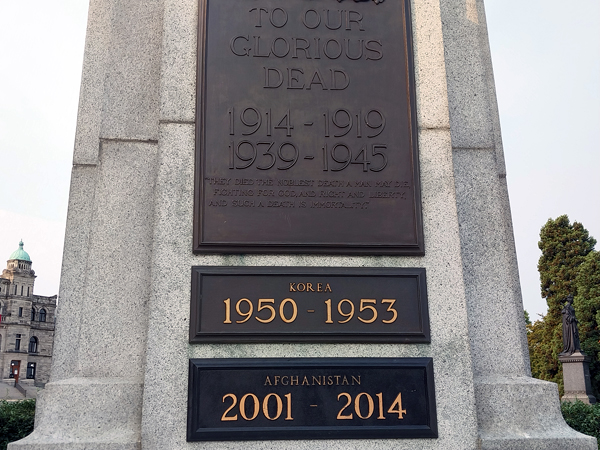 TO OUR
GLORIOUS
DEAD
1914 - 1919
1939 - 1945
"THEY DIED THE NOBLEST DEATH A MAN MAY DIE,
FIGHTING FOR GOD, AND RIGHT AND LIBERTY,
AND SUCH A DEATH IS IMMORTALITY"
KOREA
1950 - 1953
AFGHANISTAN
2001 - 2014